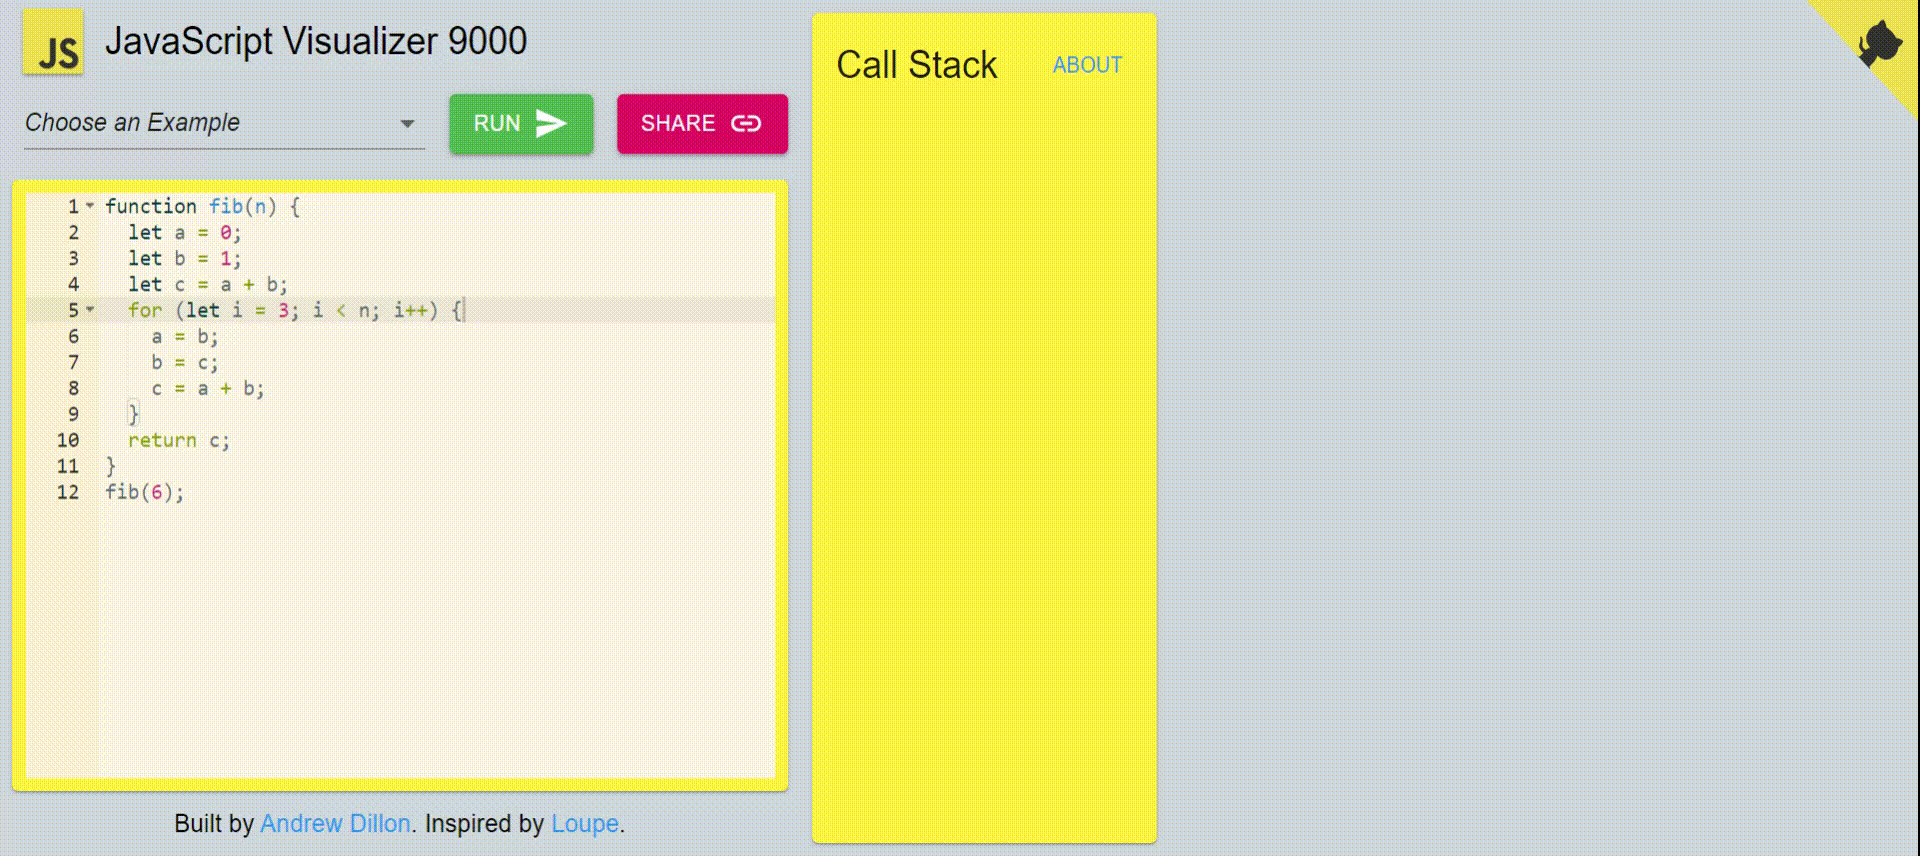 JS JavaScript Visualizer 9000
Choose an Example
RUN
SHARE
1 function fib(n) {
2   let a = 0;
3   let b = 1;
4   let c = a + b;
5   for (let i = 3; i < n; i++) {
6     a = b;
7     b = c;
8     c = a + b;
9   }
10   return c;
11 }
12 fib(6);
Built by Andrew Dillon. Inspired by Loupe.
Call Stack
ABOUT